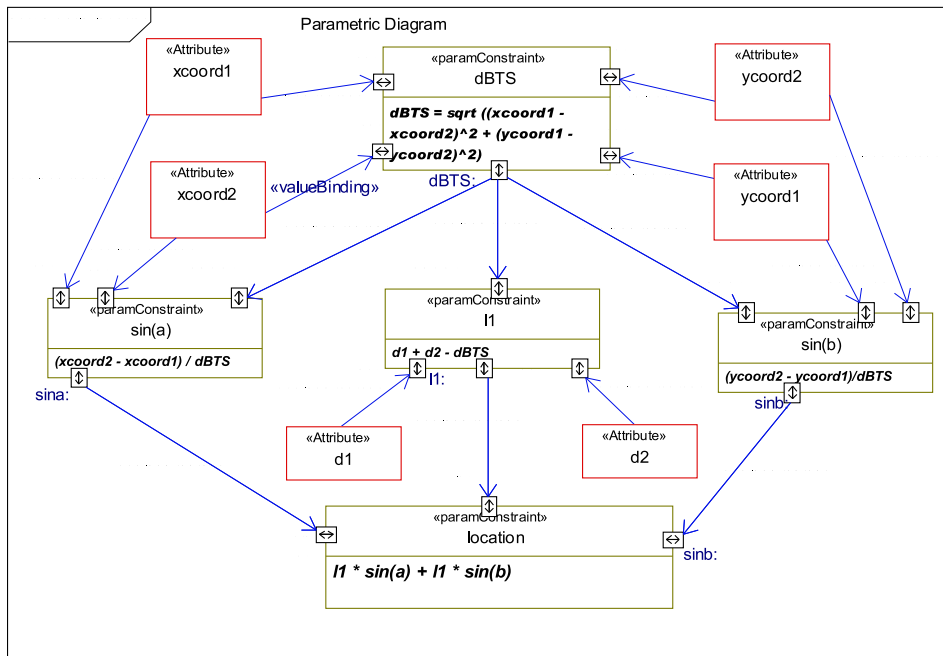 Parametric Diagram
«Attribute»
xcoord1
«paramConstraint»
dBTS
dBTS = sqrt ((xcoord1 -
xcoord2)^2 + (ycoord1 -
ycoord2)^2)
«Attribute»
ycoord2
«Attribute»
xcoord2
«valueBinding»
dBTS:
«Attribute»
ycoord1
«paramConstraint»
sin(a)
(xcoord2 - xcoord1) / dBTS
sina:
«paramConstraint»
l1
d1 + d2 - dBTS
l1:
«paramConstraint»
sin(b)
(ycoord2 - ycoord1)/dBTS
sinb:
«Attribute»
d1
«Attribute»
d2
«paramConstraint»
location
l1 * sin(a) + l1 * sin(b)
sinb: